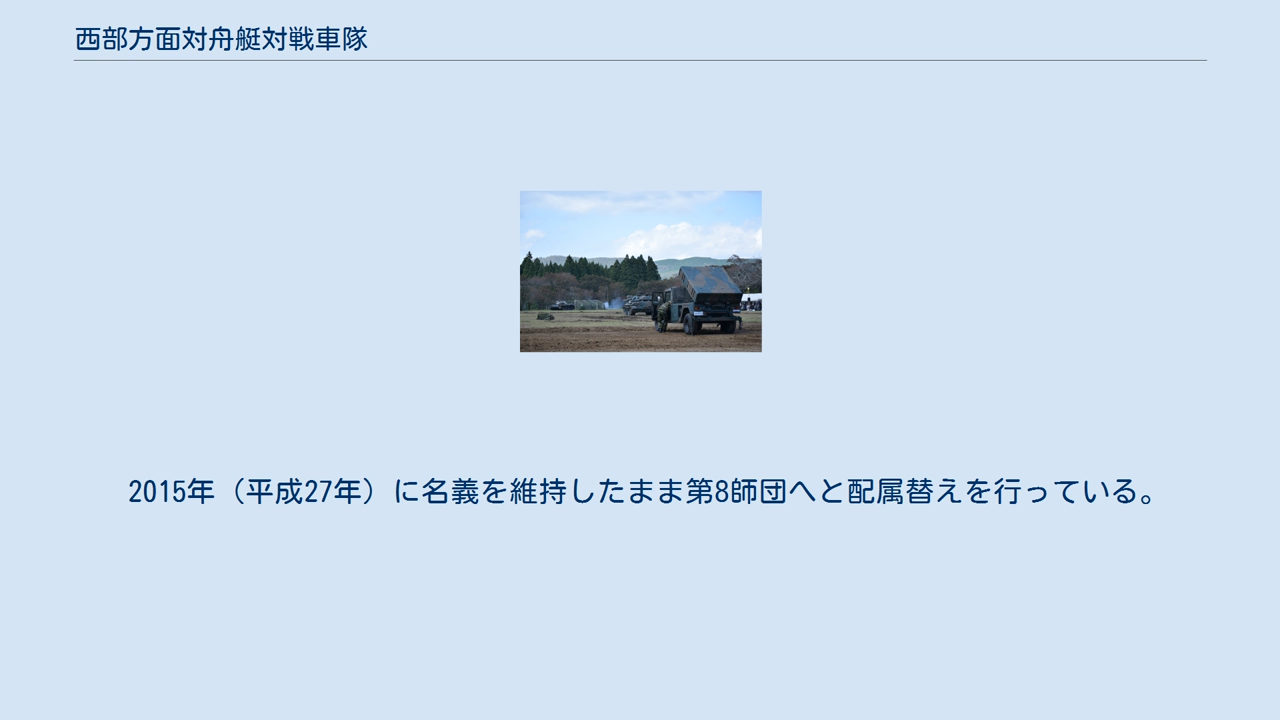 西部方面対舟艇対戦車隊
2015年（平成27年）に名義を維持したまま第8師団へと配属替えを行っている。